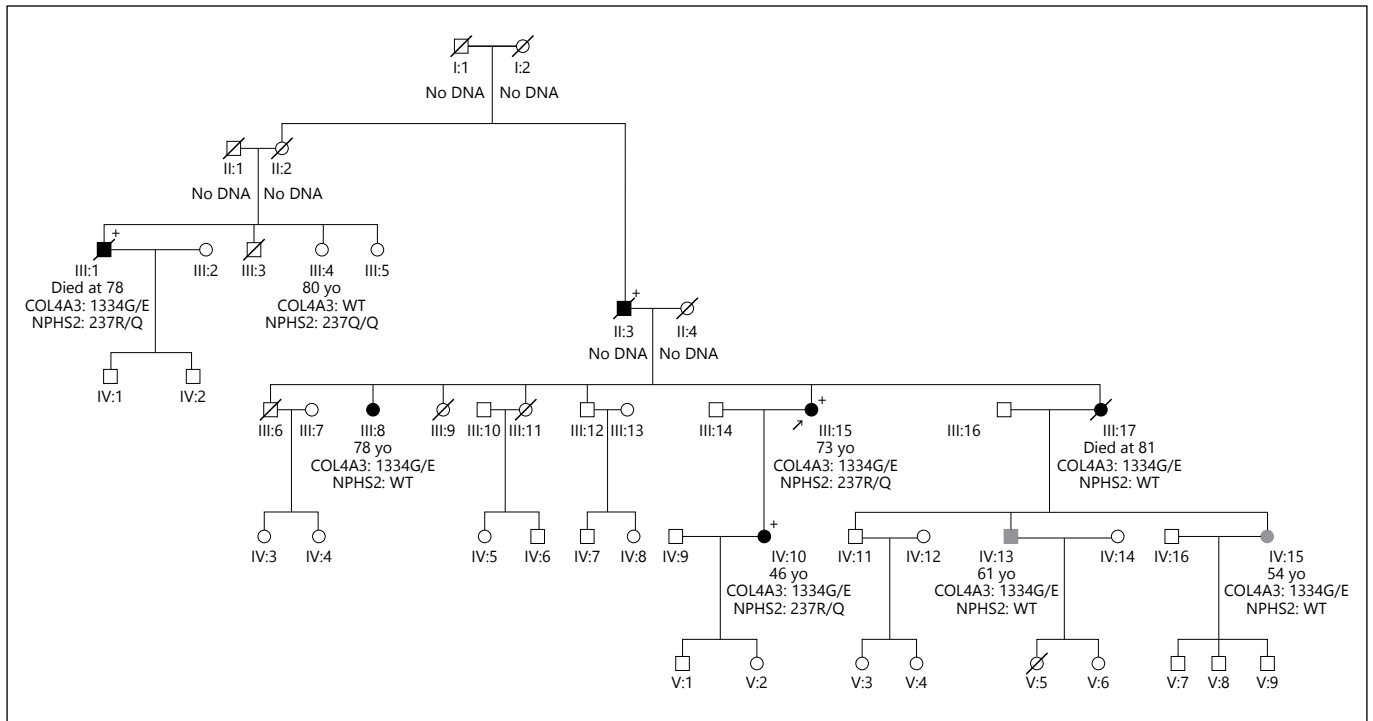 I:1 I:2
No DNA No DNA
II:1 II:2
No DNA No DNA
+
III:1 III:2 III:3 III:4 III:5
Died at 78 80 yo
COL4A3: 1334G/E COL4A3: WT
NPHS2: 237R/Q NPHS2: 237Q/Q
+
II:3 II:4
No DNA No DNA
IV:1 IV:2
+
III:6 III:7 III:8 III:9 III:10 III:11 III:12 III:13 III:14 III:15 III:16 III:17
78 yo 73 yo Died at 81
COL4A3: 1334G/E COL4A3: 1334G/E COL4A3: 1334G/E
NPHS2: WT NPHS2: 237R/Q NPHS2: WT
+
IV:3 IV:4 IV:5 IV:6 IV:7 IV:8 IV:9 IV:10 IV:11 IV:12 IV:13 IV:14 IV:16 IV:15
46 yo 61 yo 54 yo
COL4A3: 1334G/E COL4A3: 1334G/E COL4A3: 1334G/E
NPHS2: 237R/Q NPHS2: WT NPHS2: WT
V:1 V:2 V:3 V:4 V:5 V:6 V:7 V:8 V:9